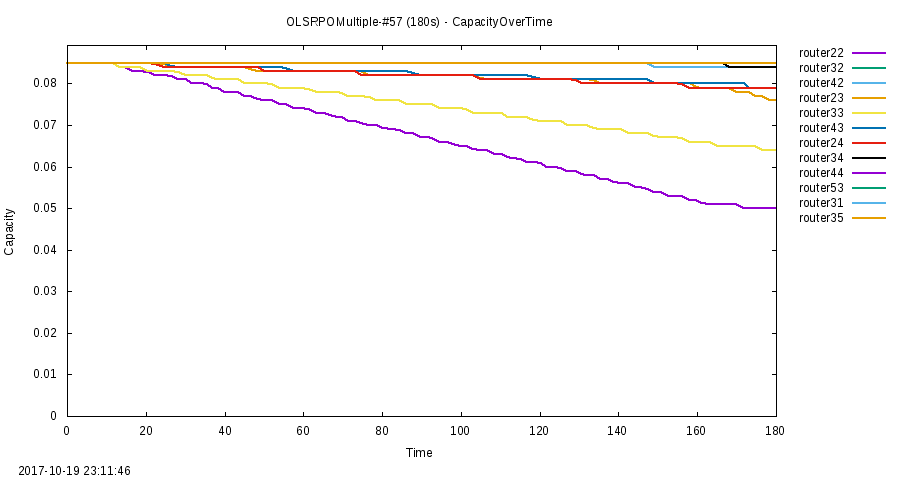 OLSRPOMultiple-#57 (180s) - CapacityOverTime
router22
router32
router42
router23
router33
router43
router24
router34
router44
router53
router31
router35
0.08
0.07
0.06
0.05
0.04
0.03
0.02
0.01
0
Capacity
0 20 40 60 80 100 120 140 160 180
Time
2017-10-19 23:11:46